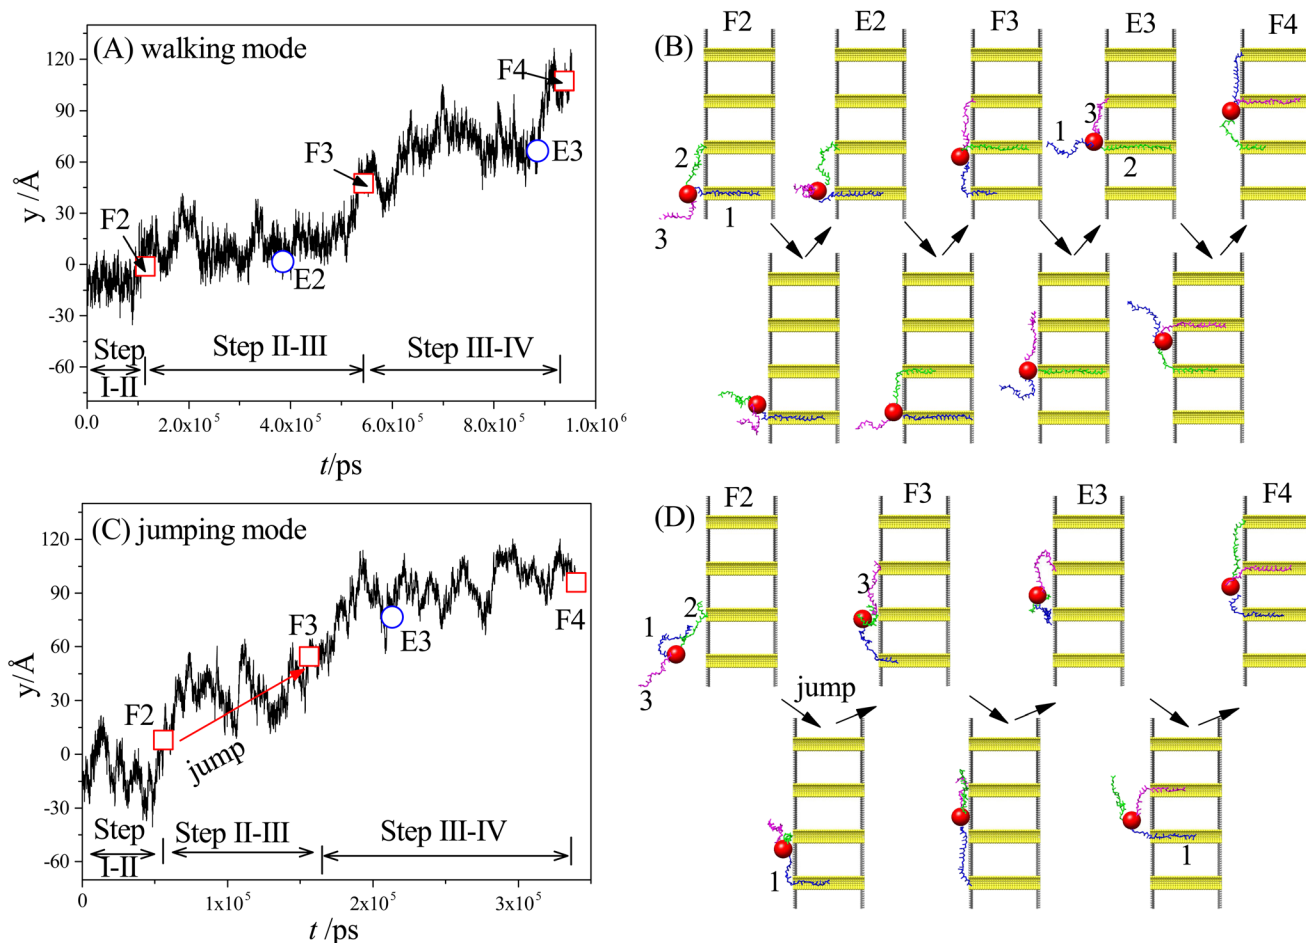 (A) walking mode
y /Å
120
90
60
30
0
-30
-60
F2
E2
F3
E3
F4
Step
I-II
Step II-III
Step III-IV
0.0
2.0x10⁵
4.0x10⁵
6.0x10⁵
8.0x10⁵
1.0x10⁶
t/ps
(B)
F2
E2
F3
E3
F4
2
1
3
1
3
2
(C) jumping mode
y/Å
120
90
60
30
0
-30
-60
F2
jump
F3
E3
F4
Step
I-II
Step II-III
Step III-IV
0
1x10⁵
2x10⁵
3x10⁵
t /ps
(D)
F2
F3
E3
F4
1
2
3
3
jump
1
1